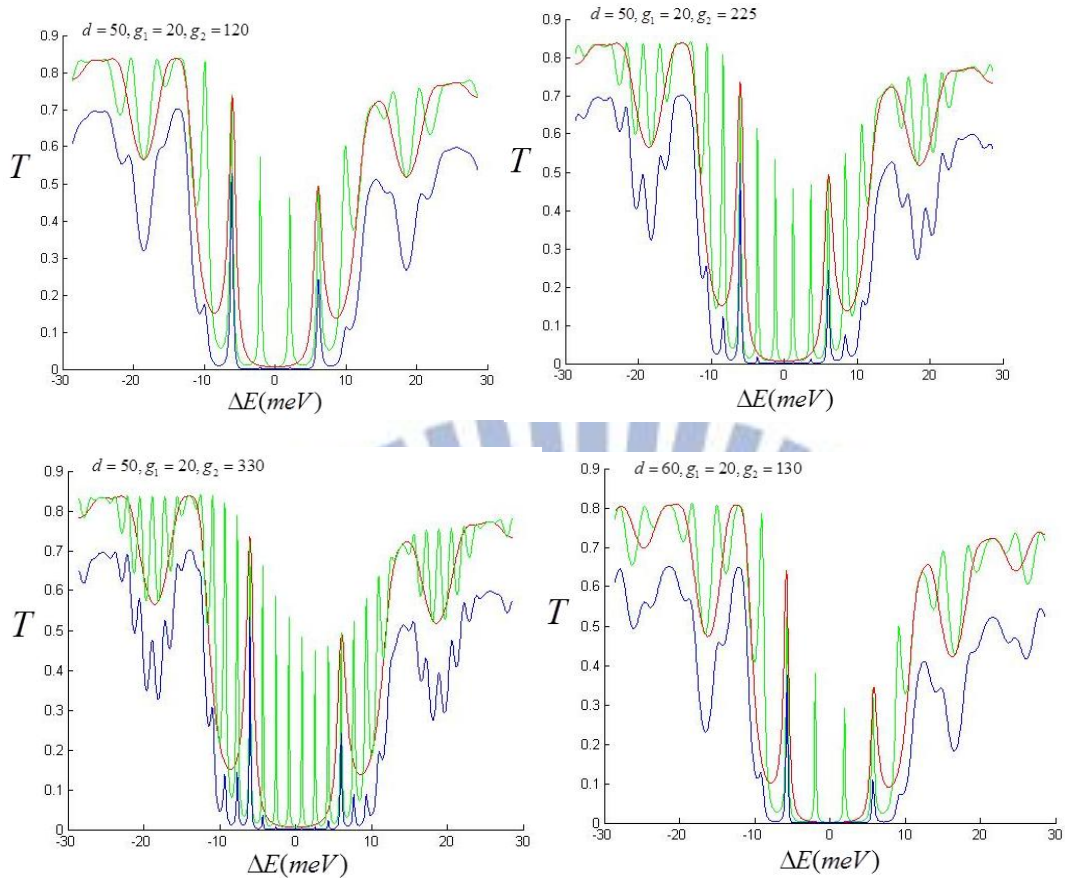 d = 50, g₁ = 20, g₂ = 120
0.9
0.8
0.7
0.6
0.5
0.4
0.3
0.2
0.1
0
T
-30 -20 -10 0 10 20 30
ΔE(meV)
d = 50, g₁ = 20, g₂ = 225
0.9
0.8
0.7
0.6
0.5
0.4
0.3
0.2
0.1
0
T
-30 -20 -10 0 10 20 30
ΔE(meV)
d = 50, g₁ = 20, g₂ = 330
0.9
0.8
0.7
0.6
0.5
0.4
0.3
0.2
0.1
0
T
-30 -20 -10 0 10 20 30
ΔE(meV)
d = 60, g₁ = 20, g₂ = 130
0.9
0.8
0.7
0.6
0.5
0.4
0.3
0.2
0.1
0
T
-30 -20 -10 0 10 20 30
ΔE(meV)